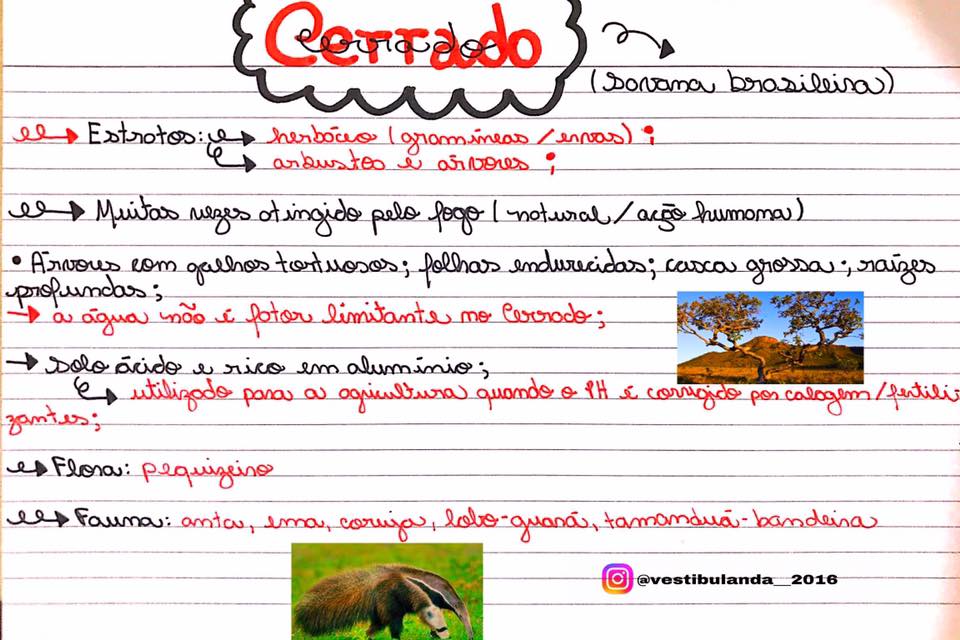 Cerrado
(savana brasileira)
Estratos: herbáceo (gramíneas/ervas);
arbustos e árvores;
Muitas vezes atingido pelo fogo (natural/ação humana)
• Árvores com galhos tortuosos; folhas endurecidas; casca grossa; raízes
profundas;
a água não é fator limitante no Cerrado;
solo ácido e rico em alumínio;
utilizado para a agricultura quando o PH é corrigido por calagem/fertili
zantes;
Flora: pequizeiro
Fauna: anta, ema, coruja, lobo-guará, tamanduá-bandeira
@vestibulanda__2016